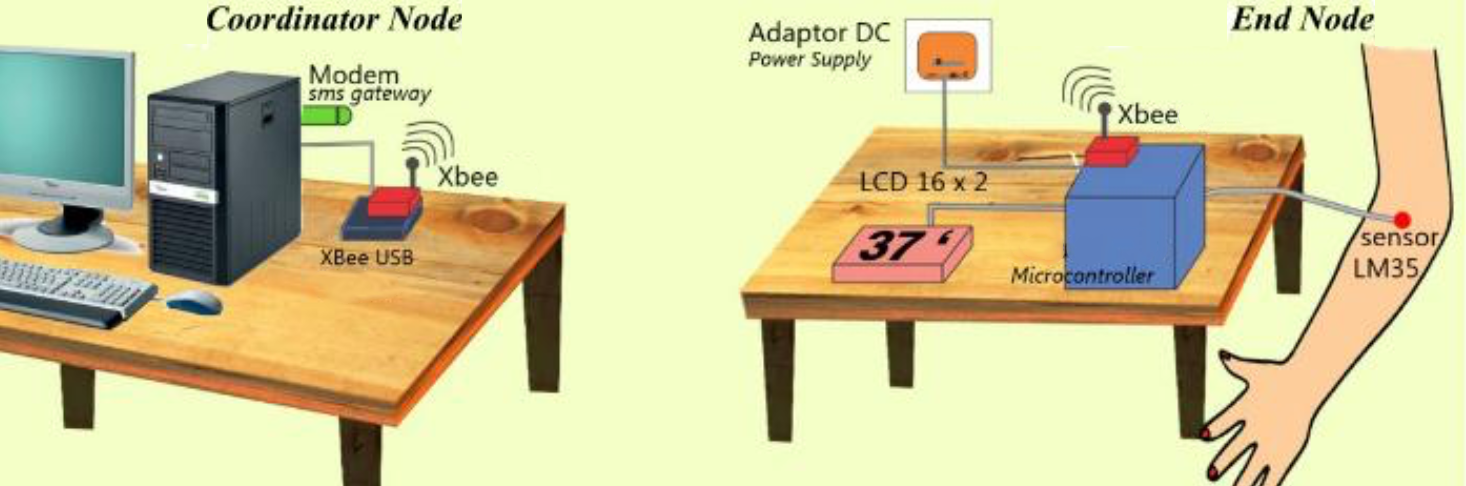 Coordinator Node
Modem
sms gateway
Xbee
XBee USB
End Node
Adaptor DC
Power Supply
Xbee
LCD 16 x 2
37 ‘
Microcontroller
sensor
LM35